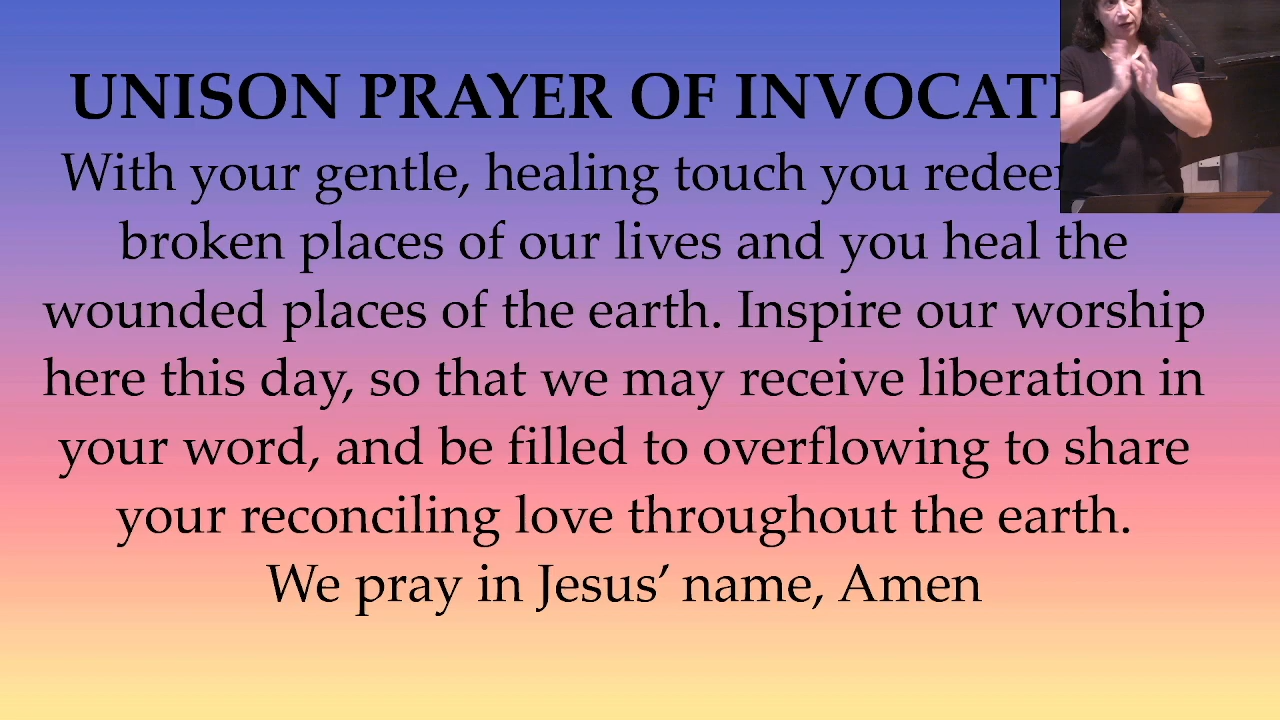 UNISON PRAYER OF
With your gentle, healing touch you
broken places of our lives and you heal the
wounded places of the earth. Inspire our worship
here this day, so that we may receive liberation in
your word, and be filled to overflowing to share
your reconciling love throughout the earth.
We pray in Jesus’ name, Amen